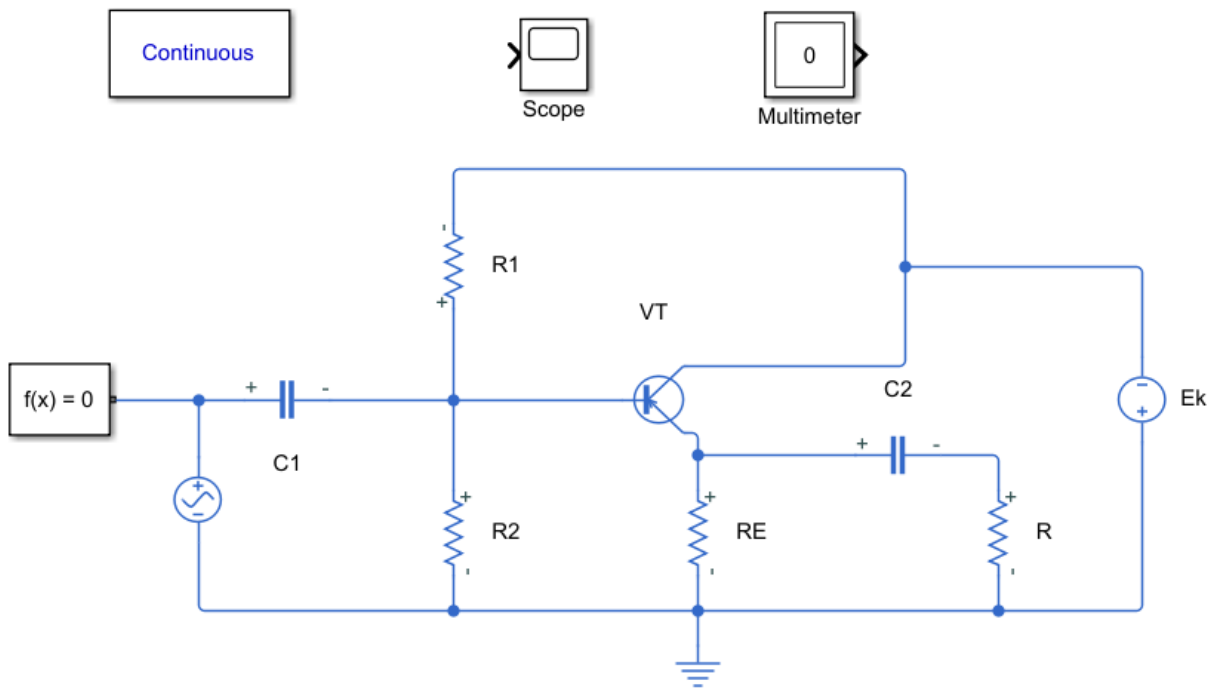 Continuous
Scope
0
Multimeter
-
R1
+
VT
f(x) = 0
+ -
C1
C2
+ -
-
+
Ek
+
-
+
R2
-
+
RE
-
+
R
-